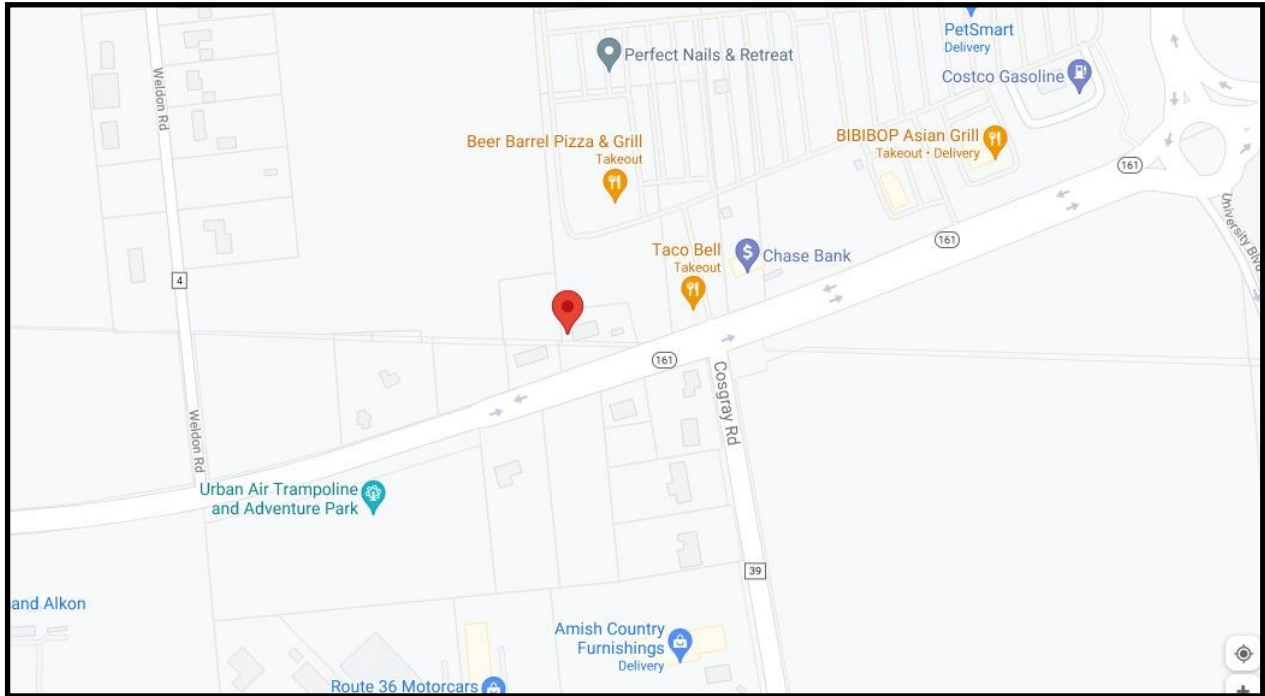 PetSmart
Delivery
Perfect Nails & Retreat
Costco Gasoline
Weldon Rd
Beer Barrel Pizza & Grill
Takeout
BIBIBOP Asian Grill
Takeout • Delivery
161
University Blvd
161
Taco Bell
Takeout
Chase Bank
4
161
Cosgray Rd
Weldon Rd
Urban Air Trampoline
and Adventure Park
39
and Alkon
Amish Country
Furnishings
Delivery
Route 36 Motorcars